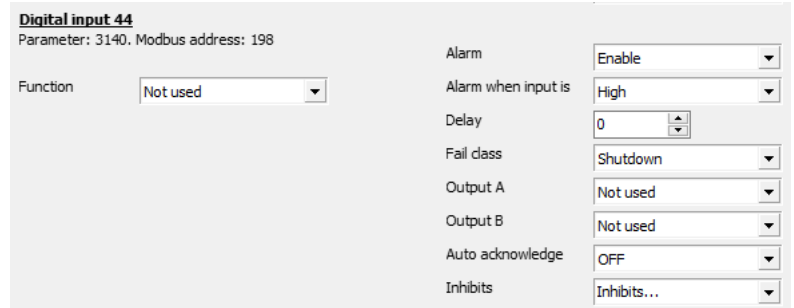 Digital input 44
Parameter: 3140. Modbus address: 198
Function Not used
Alarm Enable
Alarm when input is High
Delay 0
Fail class Shutdown
Output A Not used
Output B Not used
Auto acknowledge OFF
Inhibits Inhibits...